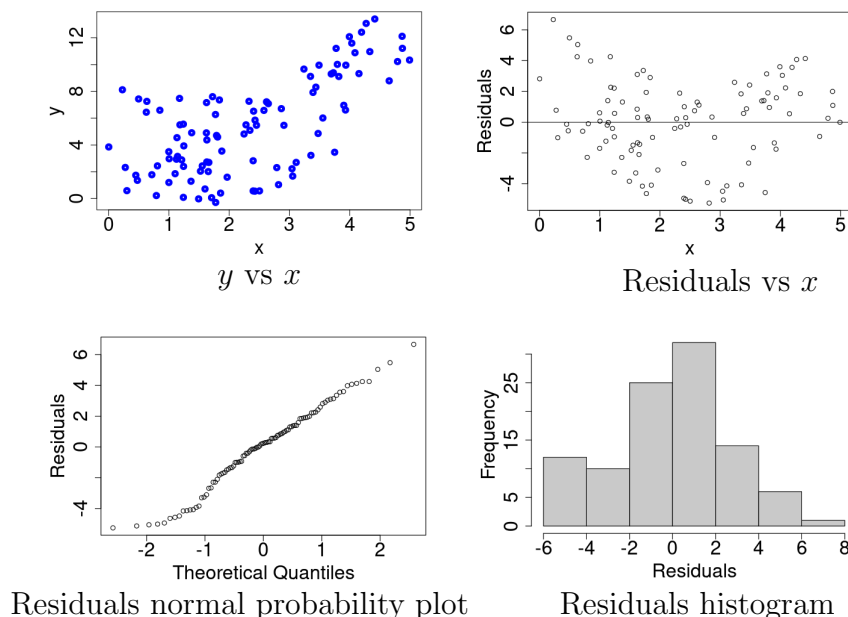 12
8
4
0
y
0 1 2 3 4 5
x
y vs x
6
4
2
0
-4
Residuals
0 1 2 3 4 5
x
Residuals vs x
6
4
2
0
-4
Residuals
-2 -1 0 1 2
Theoretical Quantiles
Residuals normal probability plot
25
15
5
0
Frequency
-6 -4 -2 0 2 4 6 8
Residuals
Residuals histogram